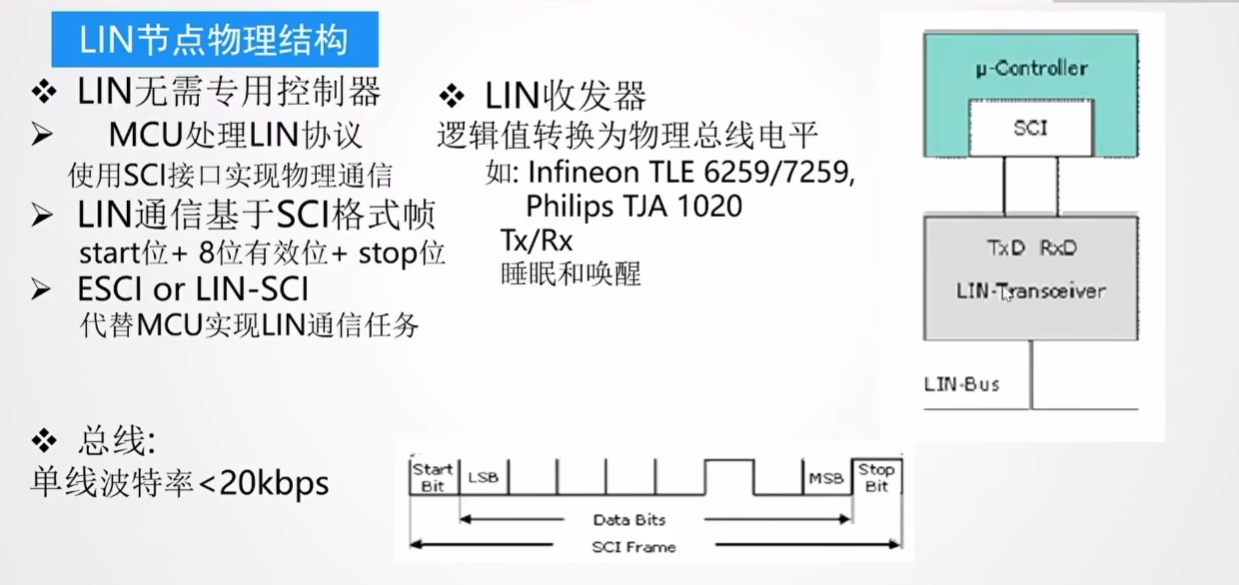 LIN节点物理结构
❖ LIN无需专用控制器
➤ MCU处理LIN协议
使用SCI接口实现物理通信
➤ LIN通信基于SCI格式帧
start位+ 8位有效位+ stop位
➤ ESCI or LIN-SCI
代替MCU实现LIN通信任务
❖ 总线:
单线波特率<20kbps
❖ LIN收发器
逻辑值转换为物理总线电平
如: Infineon TLE 6259/7259,
Philips TJA 1020
Tx/Rx
睡眠和唤醒
μ-Controller
SCI
TxD RxD
LIN-Transceiver
LIN-Bus
Start Bit
LSB
MSB
Stop Bit
Data Bits
SCI Frame